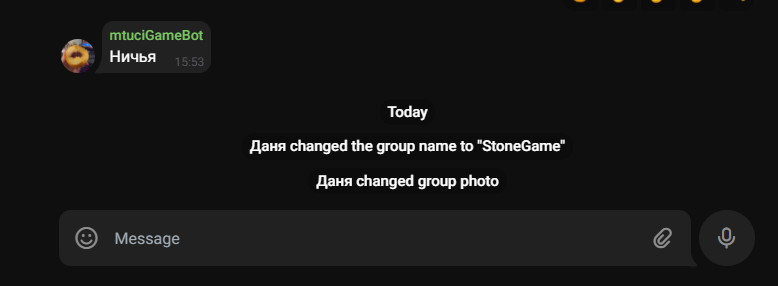 mtuciGameBot
Ничья 15:53
Today
Даня changed the group name to "StoneGame"
Даня changed group photo
Message